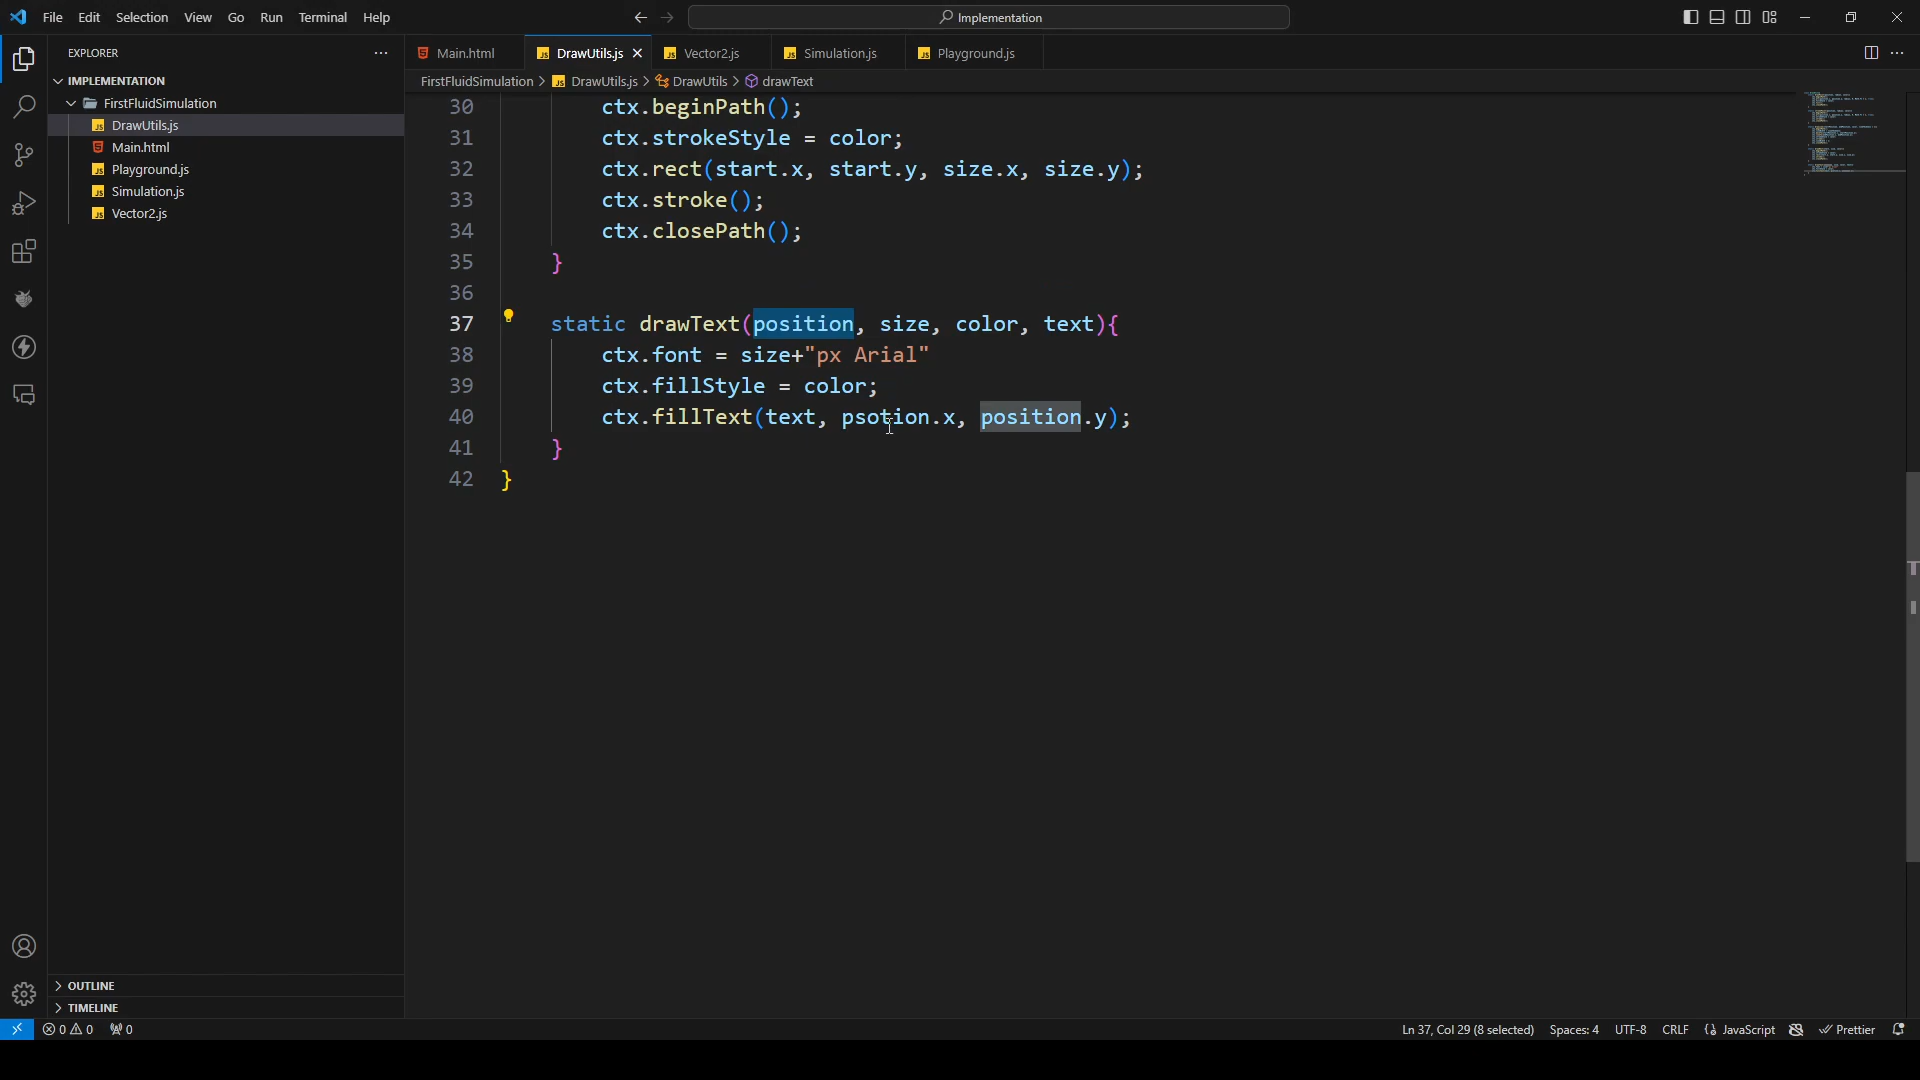 File Edit Selection View Go Run Terminal Help
Implementation
EXPLORER
Main.html
DrawUtils.js
Vector2.js
Simulation.js
Playground.js
IMPLEMENTATION
FirstFluidSimulation
DrawUtils.js
Main.html
Playground.js
Simulation.js
Vector2.js
FirstFluidSimulation > DrawUtils.js > DrawUtils > drawText
30 ctx.beginPath();
31 ctx.strokeStyle = color;
32 ctx.rect(start.x, start.y, size.x, size.y);
33 ctx.stroke();
34 ctx.closePath();
35 }
36
37 static drawText(position, size, color, text){
38 ctx.font = size+"px Arial"
39 ctx.fillStyle = color;
40 ctx.fillText(text, psotion.x, position.y);
41 }
42 }
OUTLINE
TIMELINE
0 0 0
Ln 37, Col 29 (8 selected) Spaces: 4 UTF-8 CRLF JavaScript Prettier